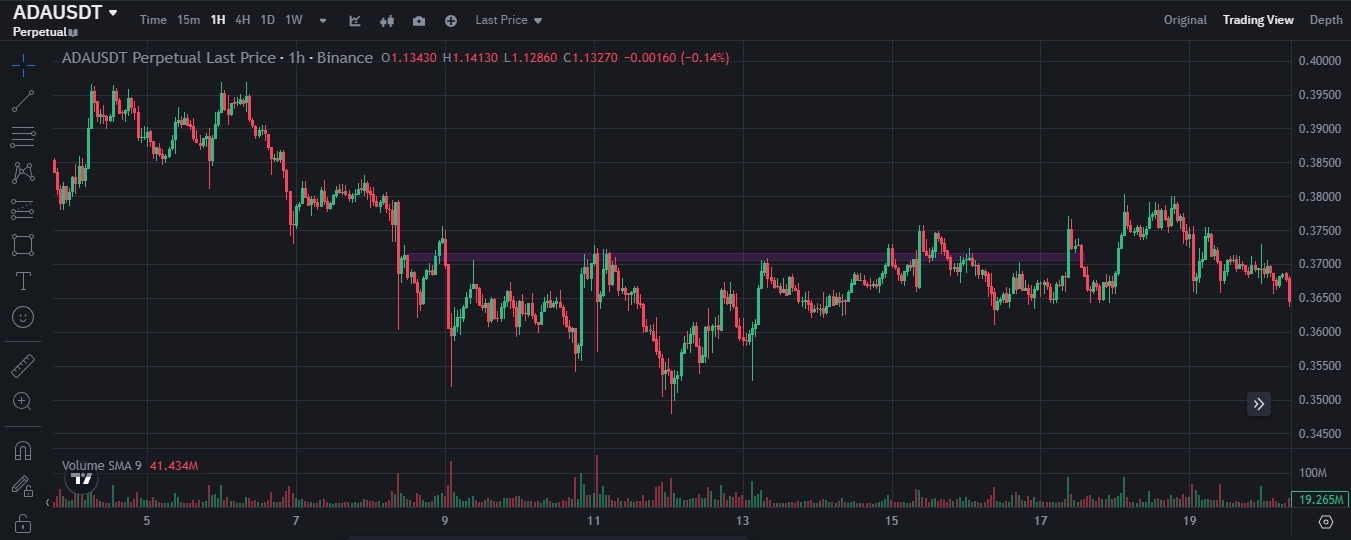 ADAUSDT
Perpetual
Time 15m 1H 4H 1D 1W Last Price Original Trading View Depth
ADAUSDT Perpetual Last Price · 1h · Binance O1.13430 H1.14130 L1.12860 C1.13270 −0.00160 (−0.14%)
0.40000
0.39500
0.39000
0.38500
0.38000
0.37500
0.37000
0.36500
0.36000
0.35500
0.35000
0.34500
Volume SMA 9 41.434M
100M
19.265M
5 7 9 11 13 15 17 19